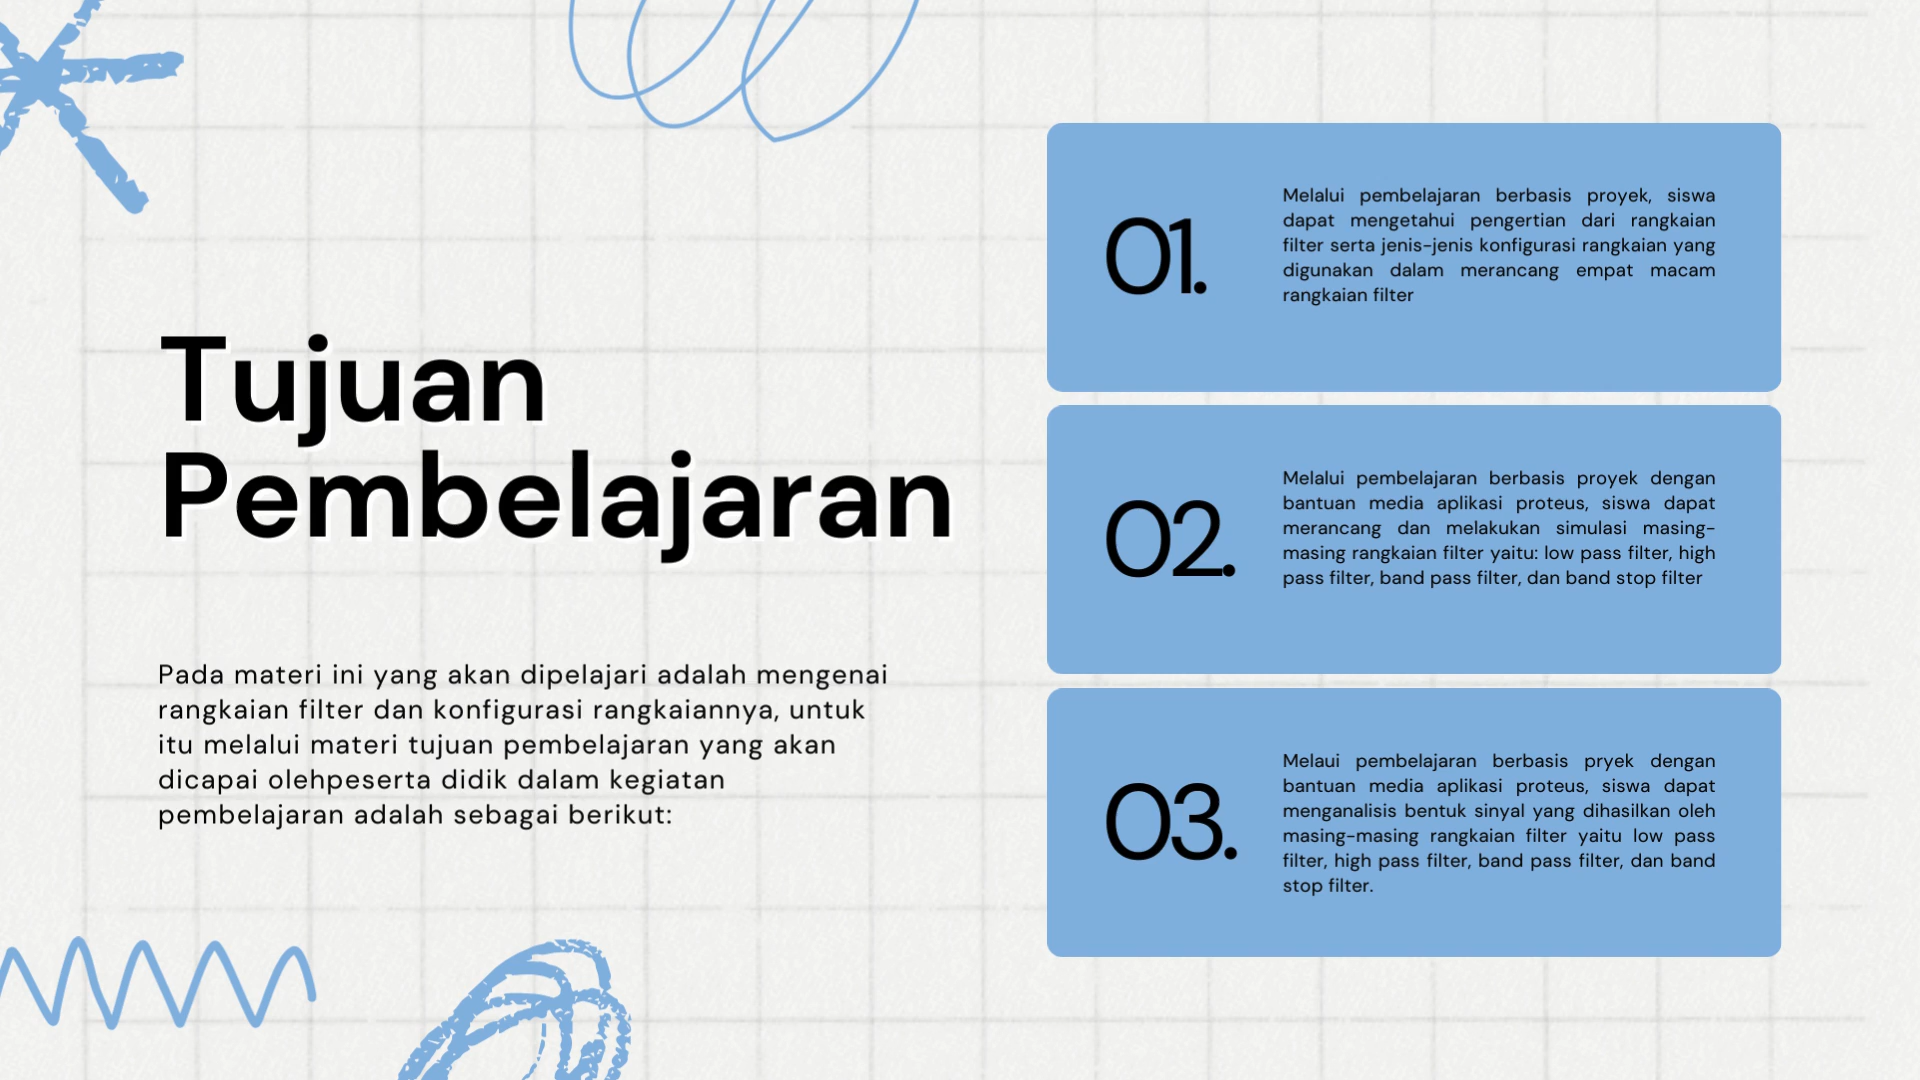 Tujuan
Pembelajaran
Pada materi ini yang akan dipelajari adalah mengenai
rangkaian filter dan konfigurasi rangkaiannya, untuk
itu melalui materi tujuan pembelajaran yang akan
dicapai olehpeserta didik dalam kegiatan
pembelajaran adalah sebagai berikut:
01.
Melalui pembelajaran berbasis proyek, siswa
dapat mengetahui pengertian dari rangkaian
filter serta jenis-jenis konfigurasi rangkaian yang
digunakan dalam merancang empat macam
rangkaian filter
02.
Melalui pembelajaran berbasis proyek dengan
bantuan media aplikasi proteus, siswa dapat
merancang dan melakukan simulasi masing-
masing rangkaian filter yaitu: low pass filter, high
pass filter, band pass filter, dan band stop filter
03.
Melaui pembelajaran berbasis pryek dengan
bantuan media aplikasi proteus, siswa dapat
menganalisis bentuk sinyal yang dihasilkan oleh
masing-masing rangkaian filter yaitu low pass
filter, high pass filter, band pass filter, dan band
stop filter.